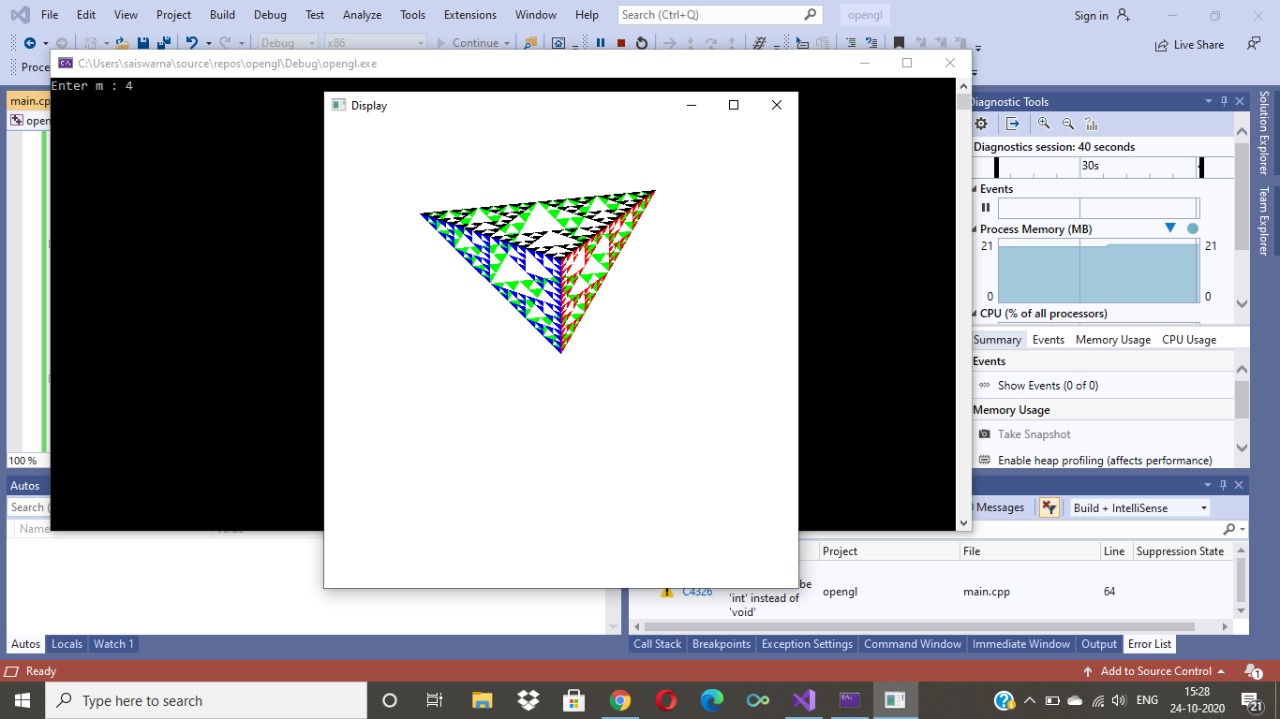 File Edit View Project Build Debug Test Analyze Tools Extensions Window Help Search (Ctrl+Q) opengl Sign in
Debug x86 Continue Live Share
Proce
C:\Users\saiswarna\source\repos\opengl\Debug\opengl.exe
Enter m : 4
Display
main.cp
open
100 %
Diagnostic Tools
Diagnostics session: 40 seconds
30s
Events
Process Memory (MB)
21 21
0 0
CPU (% of all processors)
Summary Events Memory Usage CPU Usage
Events
Show Events (0 of 0)
Memory Usage
Take Snapshot
Enable heap profiling (affects performance)
Solution Explorer
Team Explorer
Autos
Search (
Name Value
Autos Locals Watch 1
Messages Build + IntelliSense
Project File Line Suppression State
C4326 be 'int' instead of 'void' opengl main.cpp 64
Call Stack Breakpoints Exception Settings Command Window Immediate Window Output Error List
Ready Add to Source Control 1
Type here to search ENG 15:28
24-10-2020 21